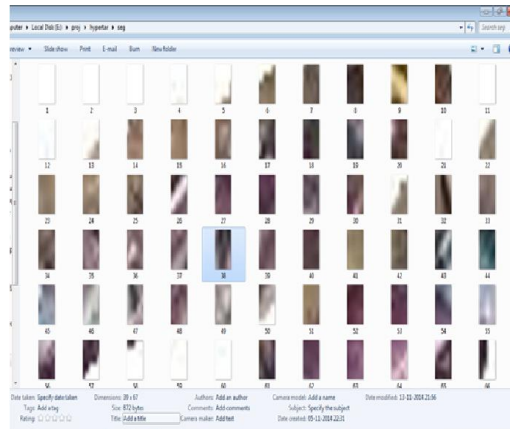 puter ▸ Local Disk (E:) ▸ proj ▸ hypertar ▸ seg Search seg
review Slide show Print E-mail Burn New folder
1 2 3 4 5 6 7 8 9 10 11
12 13 14 15 16 17 18 19 20 21 22
23 24 25 26 27 28 29 30 31 32 33
34 35 36 37 38 39 40 41 42 43 44
45 46 47 48 49 50 51 52 53 54 55
56 57 58 59 60 61 62 63 64 65 66
Date taken: Specify date taken Dimensions: 39 x 67 Authors: Add an author Camera model: Add a name Date modified: 13-11-2014 21:56
Tags: Add a tag Size: 872 bytes Comments: Add comments Subject: Specify the subject
Rating: Title: Add a title Camera maker: Add text Date created: 05-11-2014 22:31